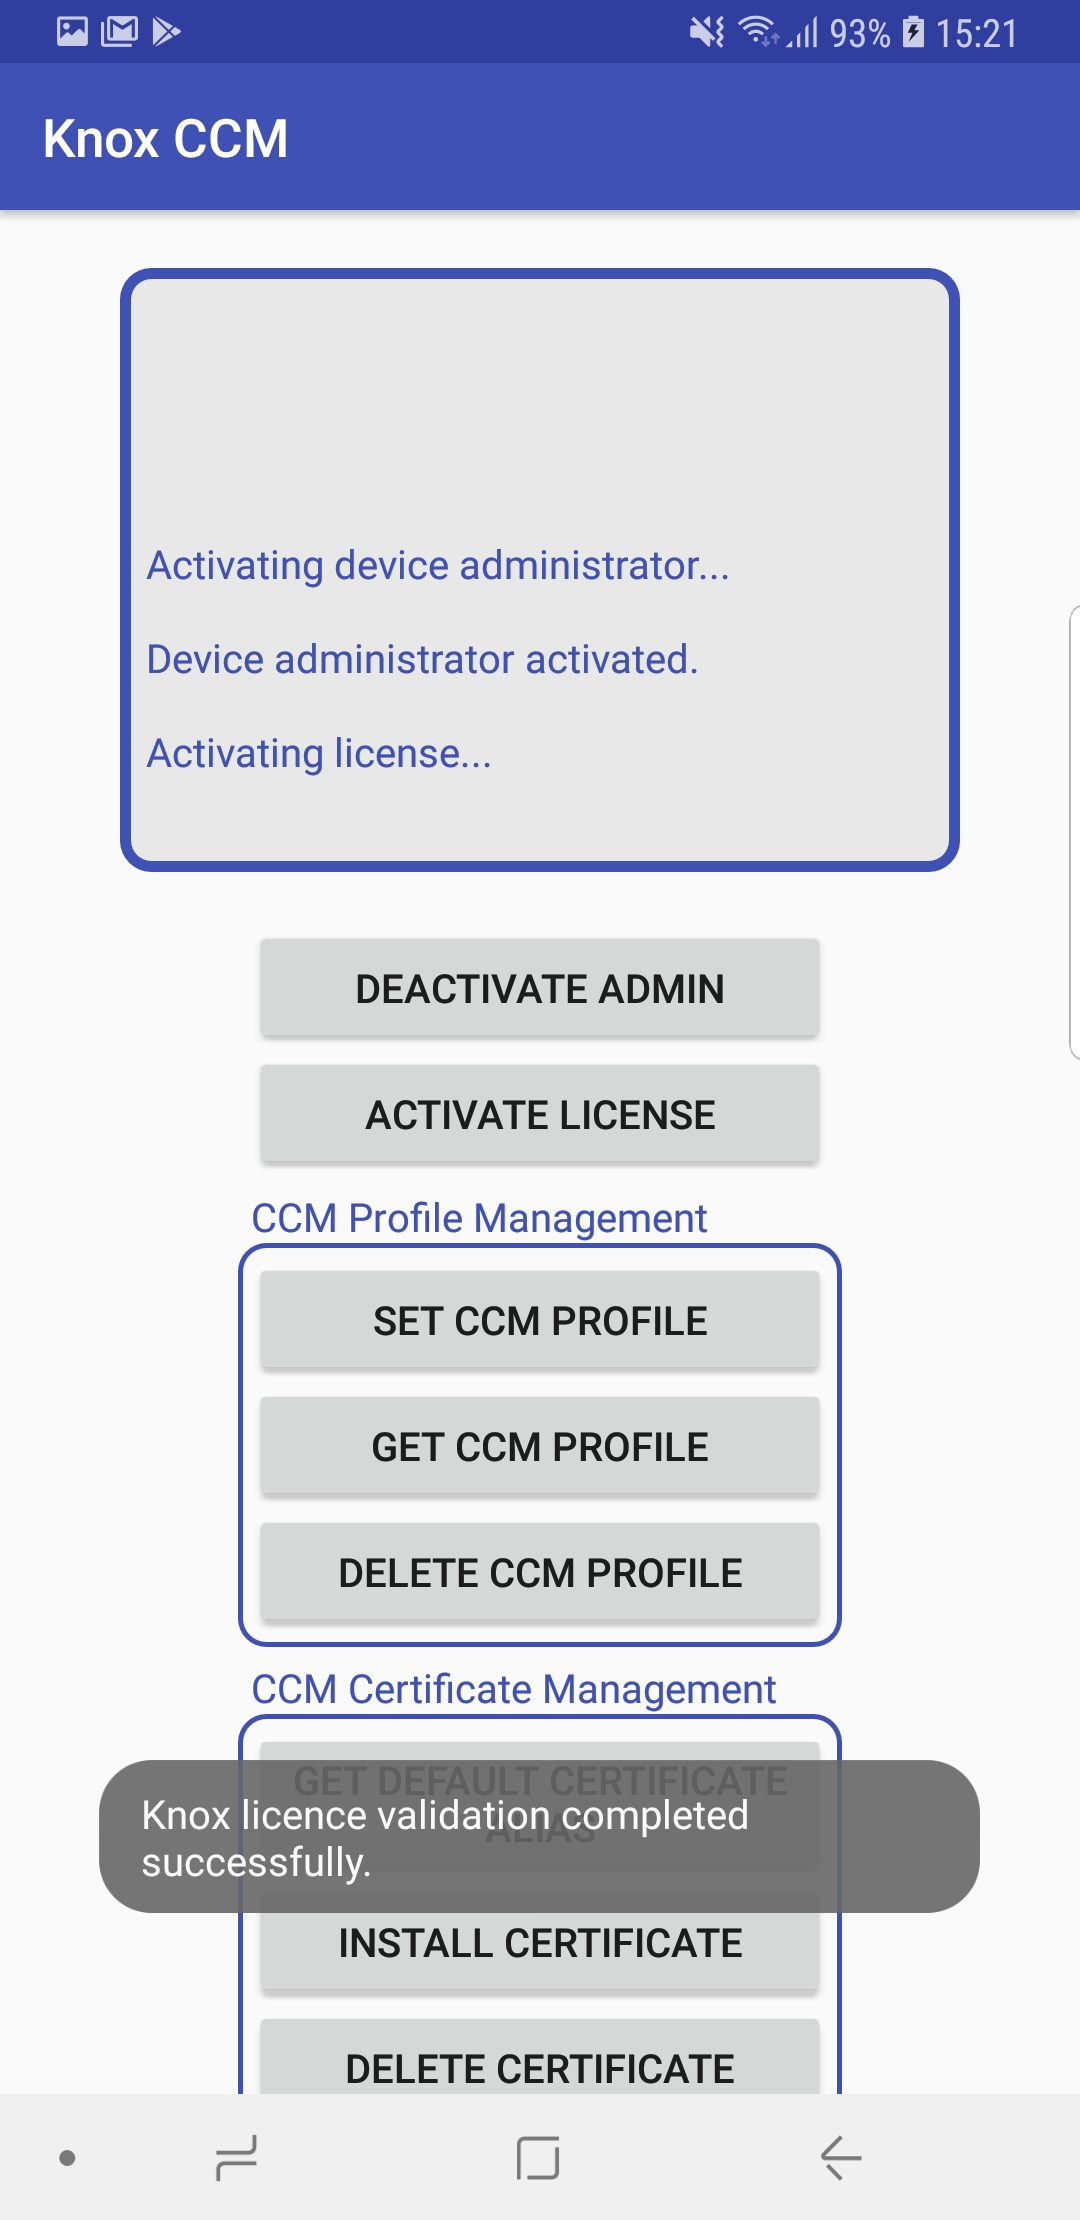 93% 15:21
Knox CCM
Activating device administrator...
Device administrator activated.
Activating license...
DEACTIVATE ADMIN
ACTIVATE LICENSE
CCM Profile Management
SET CCM PROFILE
GET CCM PROFILE
DELETE CCM PROFILE
CCM Certificate Management
GET DEFAULT CERTIFICATE
ALIAS
Knox licence validation completed
successfully.
INSTALL CERTIFICATE
DELETE CERTIFICATE